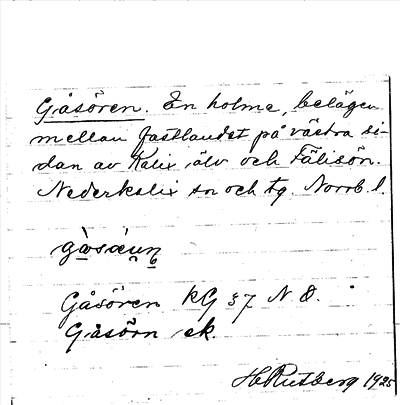 Gåsören. En holme, belägen
mellan fastlandet på västra si-
dan av Kalix älv och Fälisön.
Nederkalix sn och tg. Norrb. l.
Gåsören KG 37 N Ö.
Gåsörn ek.
H Rutberg 1925